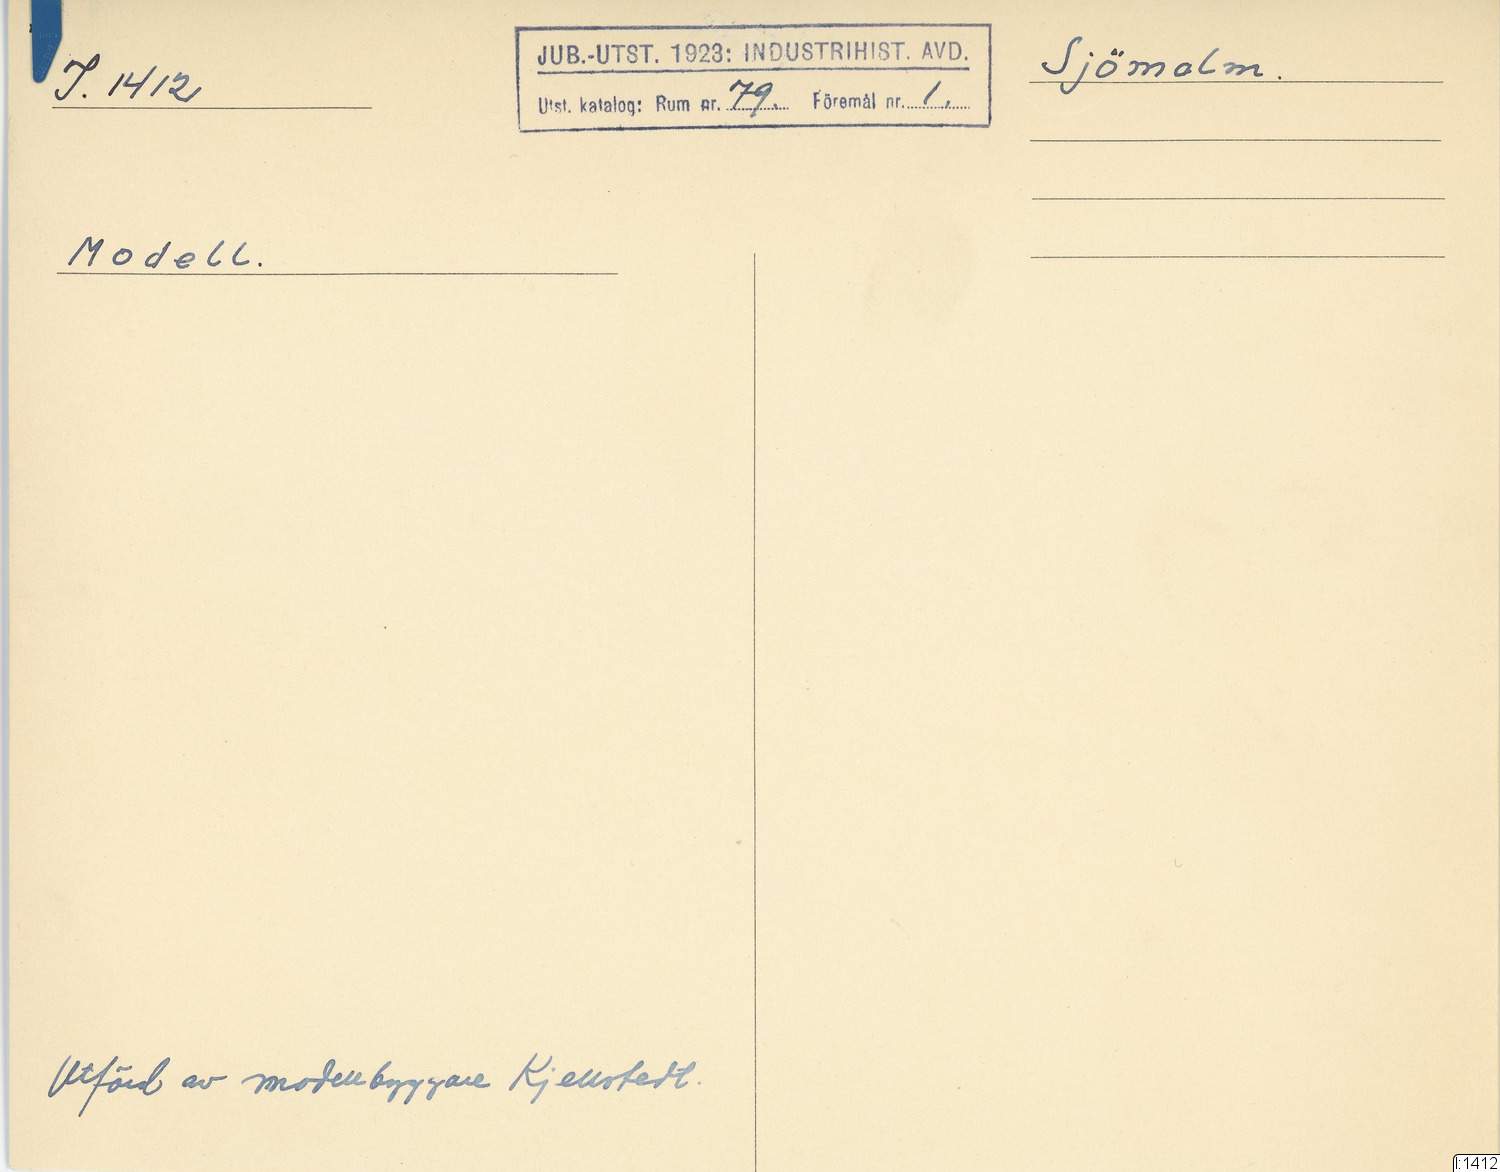 I. 1412
JUB.-UTST. 1923: INDUSTRIHIST. AVD.
Utst. katalog: Rum nr. 79. Föremål nr. 1.
Sjömalm.
Modell.
Utförd av modellbyggare Kjellstedt.
I:1412